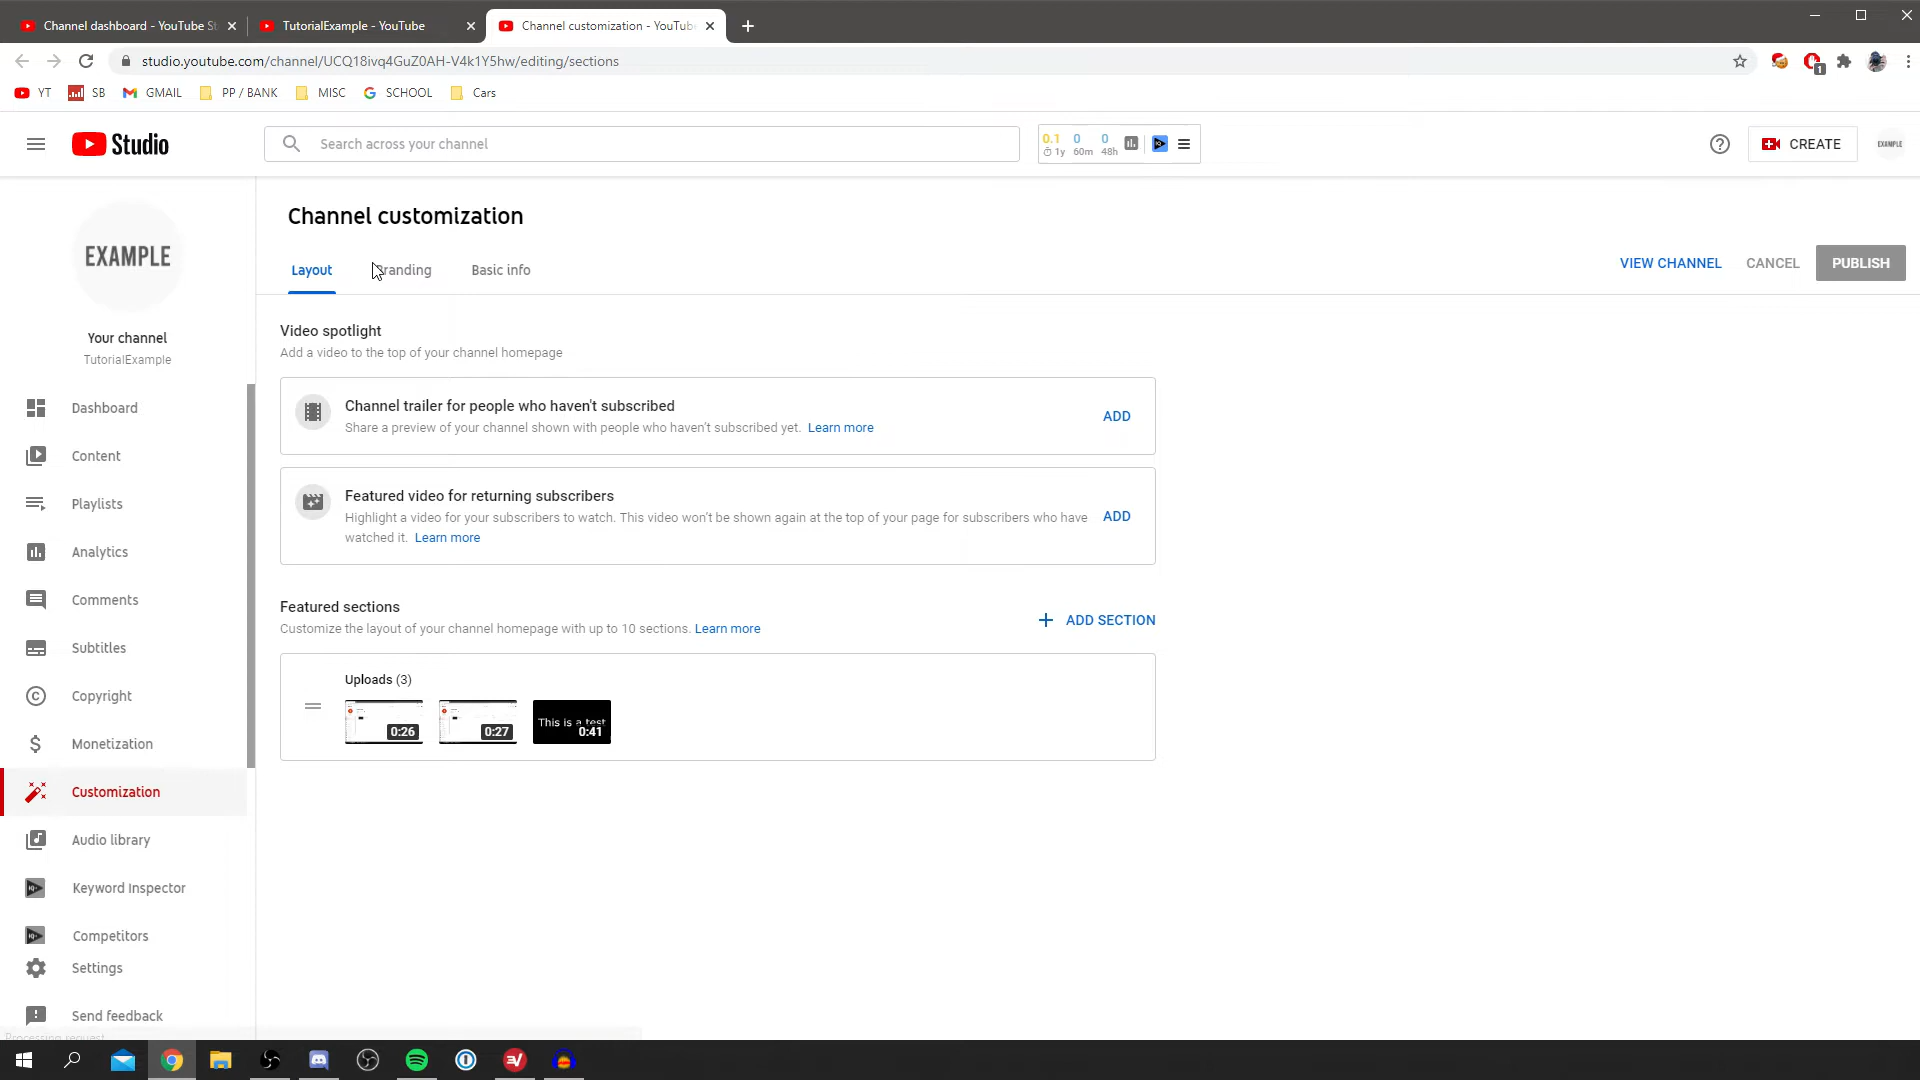 Channel dashboard - YouTube St
TutorialExample - YouTube
Channel customization - YouTube
studio.youtube.com/channel/UCQ18ivq4GuZ0AH-V4k1Y5hw/editing/sections
1
YT
SB
GMAIL
PP / BANK
MISC
SCHOOL
Cars
Studio
Search across your channel
0.1 0 0
1y 60m 48h
CREATE
EXAMPLE
EXAMPLE
Your channel
TutorialExample
Dashboard
Content
Playlists
Analytics
Comments
Subtitles
Copyright
Monetization
Customization
Audio library
Keyword Inspector
Competitors
Settings
Send feedback
Channel customization
Layout
Branding
Basic info
VIEW CHANNEL
CANCEL
PUBLISH
Video spotlight
Add a video to the top of your channel homepage
Channel trailer for people who haven't subscribed
Share a preview of your channel shown with people who haven't subscribed yet. Learn more
ADD
Featured video for returning subscribers
Highlight a video for your subscribers to watch. This video won't be shown again at the top of your page for subscribers who have
watched it. Learn more
ADD
Featured sections
Customize the layout of your channel homepage with up to 10 sections. Learn more
ADD SECTION
Uploads (3)
0:26
0:27
This is a test
0:41